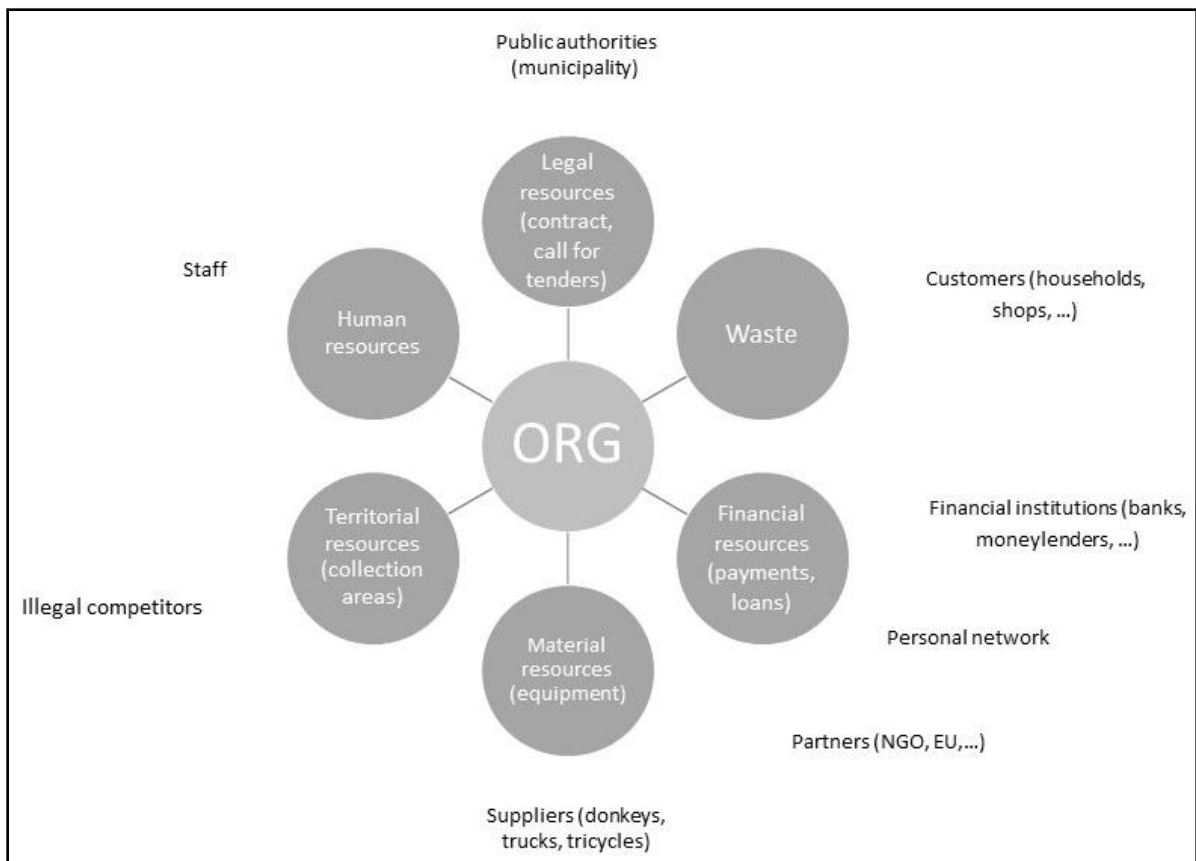 Public authorities
(municipality)
Legal
resources
(contract,
call for
tenders)
Staff
Customers (households,
shops, ...)
Human
resources
Waste
ORG
Territorial
resources
(collection
areas)
Financial
resources
(payments,
loans)
Financial institutions (banks,
moneylenders, ...)
Illegal competitors
Personal network
Material
resources
(equipment)
Partners (NGO, EU,...)
Suppliers (donkeys,
trucks, tricycles)